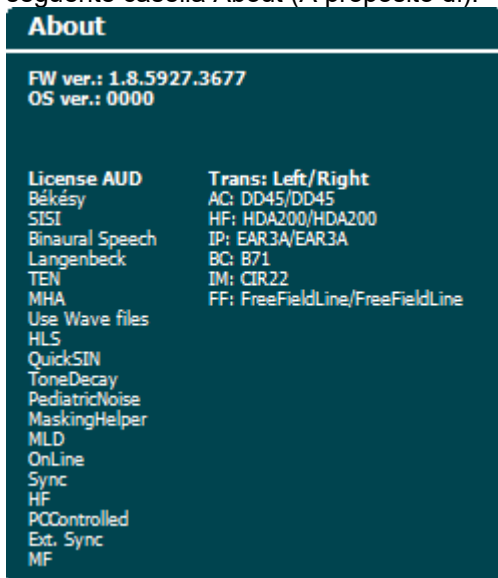 seguente casella About (A proposito di):
About
FW ver.: 1.8.5927.3677
OS ver.: 0000
License AUD
Békésy
SISI
Binaural Speech
Langenbeck
TEN
MHA
Use Wave files
HLS
QuickSIN
ToneDecay
PediatricNoise
MaskingHelper
MLD
OnLine
Sync
HF
PCControlled
Ext. Sync
MF
Trans: Left/Right
AC: DD45/DD45
HF: HDA200/HDA200
IP: EAR3A/EAR3A
BC: B71
IM: CIR22
FF: FreeFieldLine/FreeFieldLine